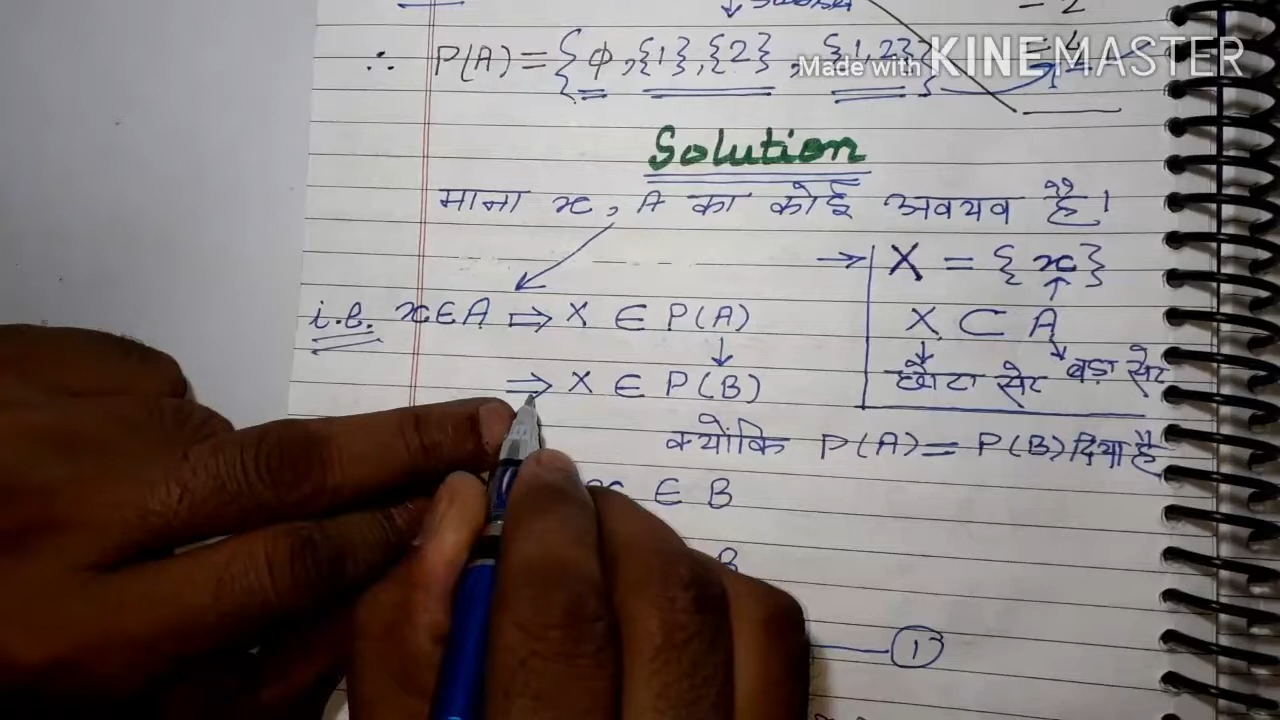 ∴ P(A) = {φ, {1}, {2}, {1,2}}
Made with KINEMASTER
Solution
माना x, A का कोई अवयव है।
→ X = {x}
i.e. x ∈ A ⇒ X ∈ P(A)
X ⊂ A
छोटा सेट बड़ा सेट
⇒ X ∈ P(B)
क्योंकि P(A) = P(B) दिया है
x ∈ B
B
①